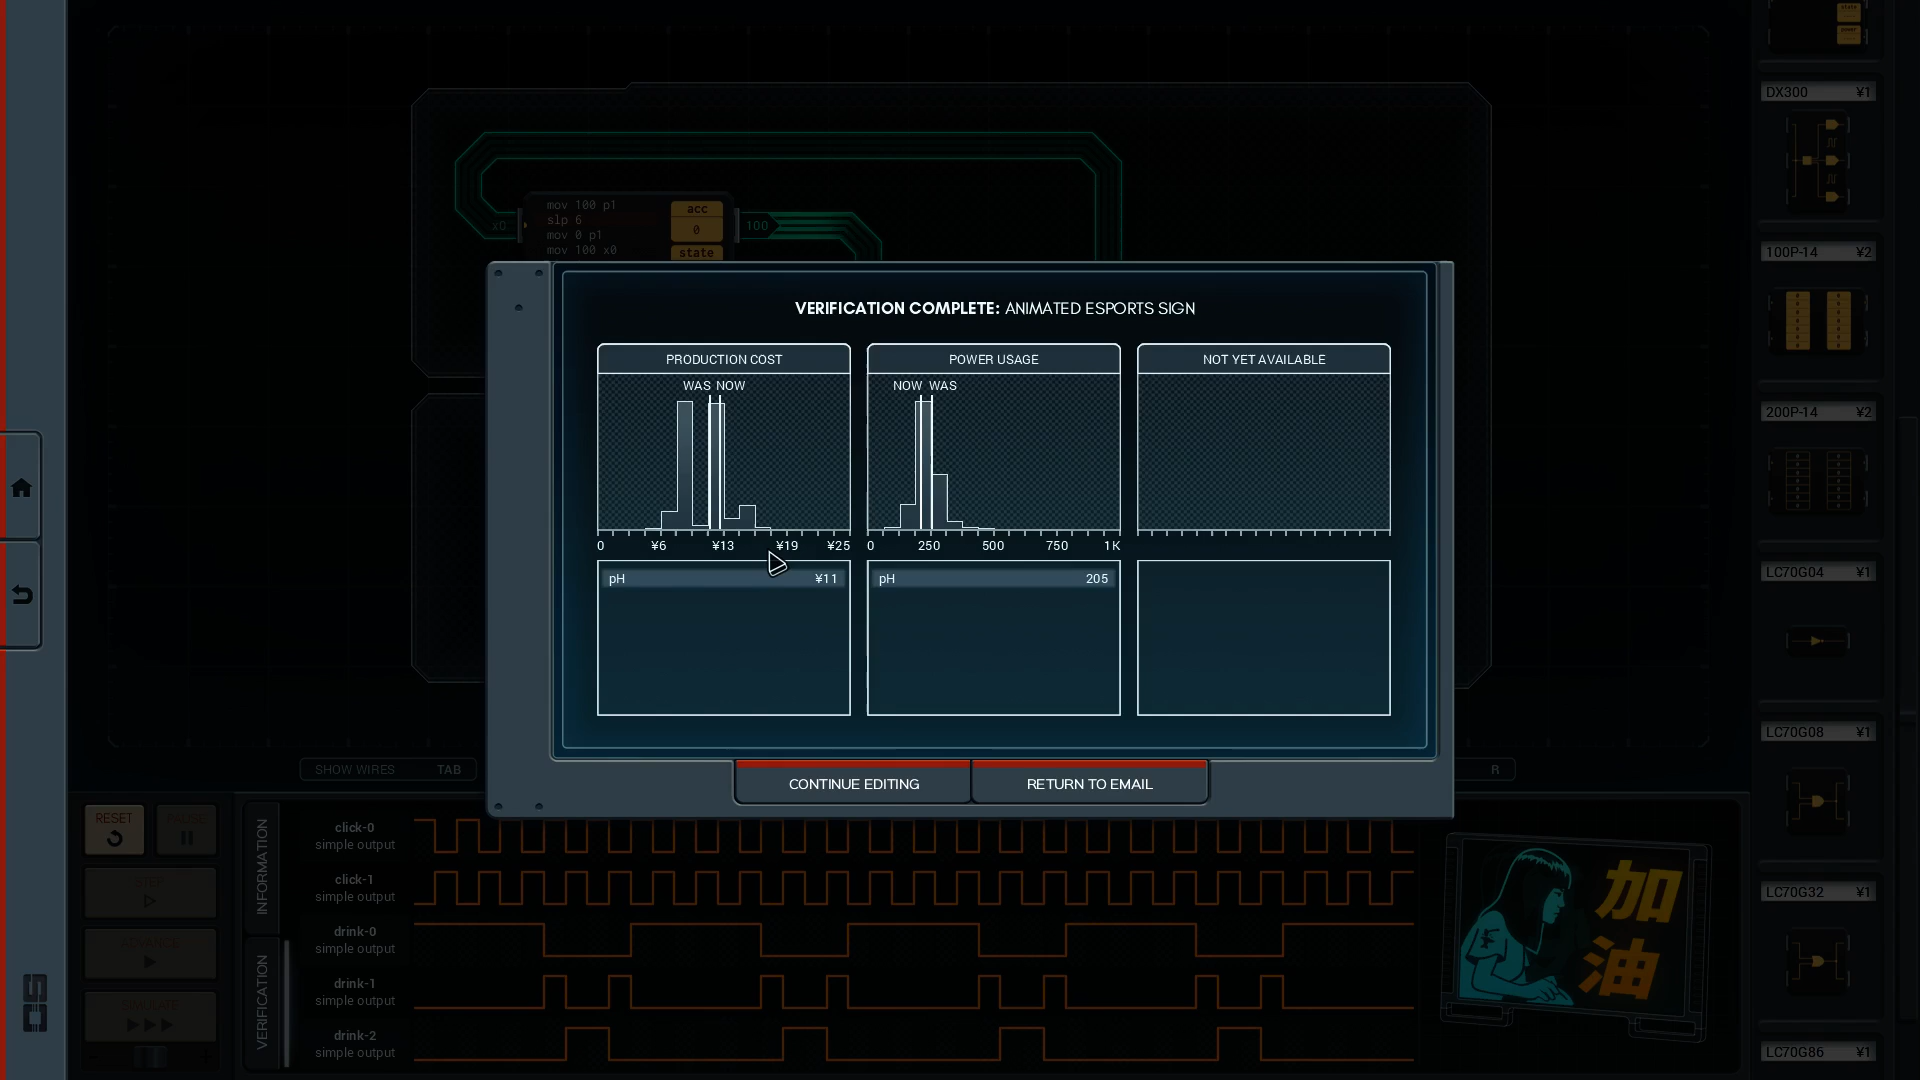 DX300 ¥1
mov 100 p1
slp 6
mov 0 p1
mov 100 x0
acc
0
state
x0
100
100P-14 ¥2
VERIFICATION COMPLETE: ANIMATED ESPORTS SIGN
PRODUCTION COST
POWER USAGE
NOT YET AVAILABLE
WAS NOW
NOW WAS
0 ¥6 ¥13 ¥19 ¥25
0 250 500 750 1K
pH ¥11
pH 205
200P-14 ¥2
LC70G04 ¥1
LC70G08 ¥1
LC70G32 ¥1
LC70G86 ¥1
SHOW WIRES TAB
R
CONTINUE EDITING
RETURN TO EMAIL
RESET
PAUSE
STEP
ADVANCE
SIMULATE
INFORMATION
VERIFICATION
click-0
simple output
click-1
simple output
drink-0
simple output
drink-1
simple output
drink-2
simple output
加
油